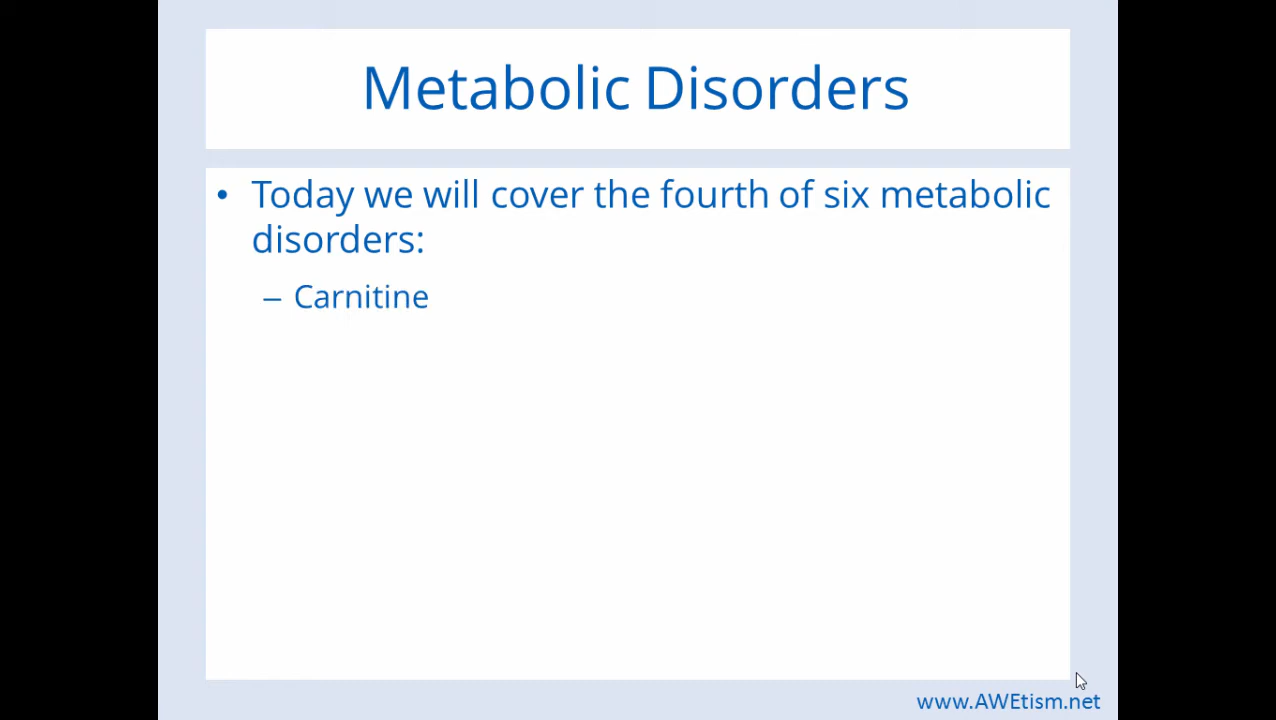 Metabolic Disorders
• Today we will cover the fourth of six metabolic
disorders:
– Carnitine
www.AWEtism.net